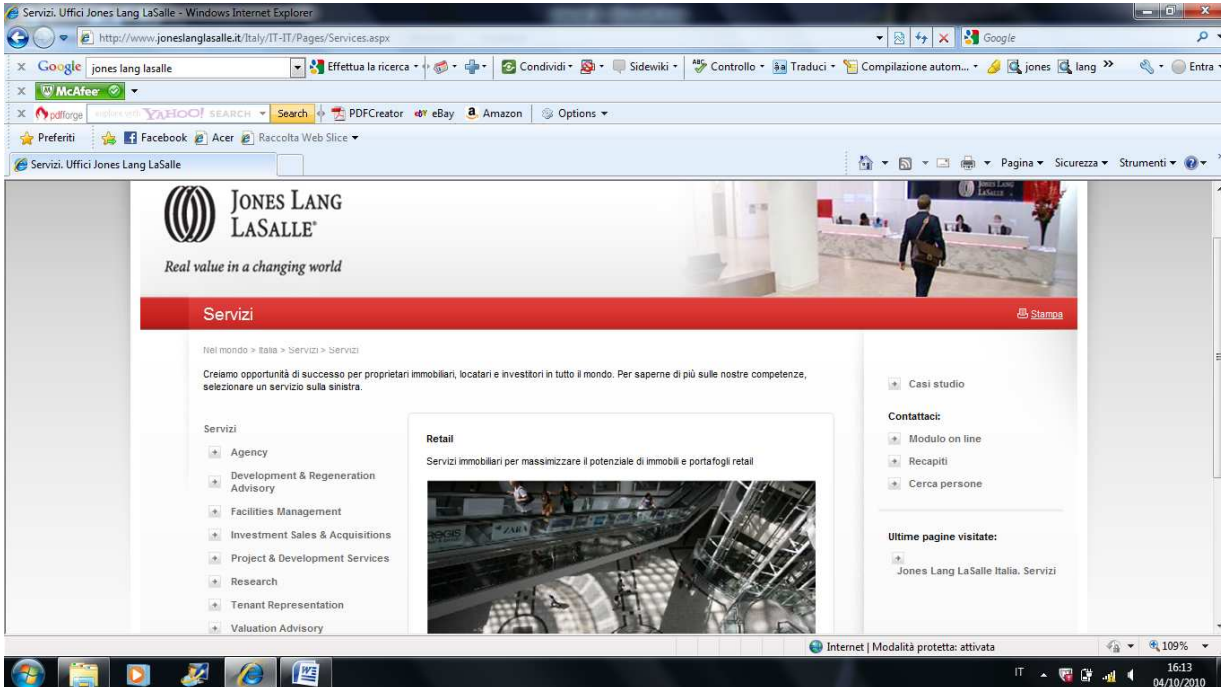 Servizi. Uffici Jones Lang LaSalle - Windows Internet Explorer
http://www.joneslanglasalle.it/Italy/IT-IT/Pages/Services.aspx
Google
x Google jones lang lasalle Effettua la ricerca Condividi Sidewiki ABC Controllo Traduci Compilazione autom... jones lang » Entra
x McAfee
x pdfforge YAHOO! SEARCH Search PDFCreator eBay Amazon Options
Preferiti Facebook Acer Raccolta Web Slice
Servizi. Uffici Jones Lang LaSalle Pagina Sicurezza Strumenti
JONES LANG
LASALLE®
Real value in a changing world
JONES LANG
LASALLE
Servizi Stampa
Nel mondo > Italia > Servizi > Servizi
Creiamo opportunità di successo per proprietari immobiliari, locatari e investitori in tutto il mondo. Per saperne di più sulle nostre competenze,
selezionare un servizio sulla sinistra.
Servizi
Agency
Development & Regeneration
Advisory
Facilities Management
Investment Sales & Acquisitions
Project & Development Services
Research
Tenant Representation
Valuation Advisory
Retail
Servizi immobiliari per massimizzare il potenziale di immobili e portafogli retail
ZARA
Casi studio
Contattaci:
Modulo on line
Recapiti
Cerca persone
Ultime pagine visitate:
Jones Lang LaSalle Italia. Servizi
Internet | Modalità protetta: attivata 109%
IT 16:13
04/10/2010